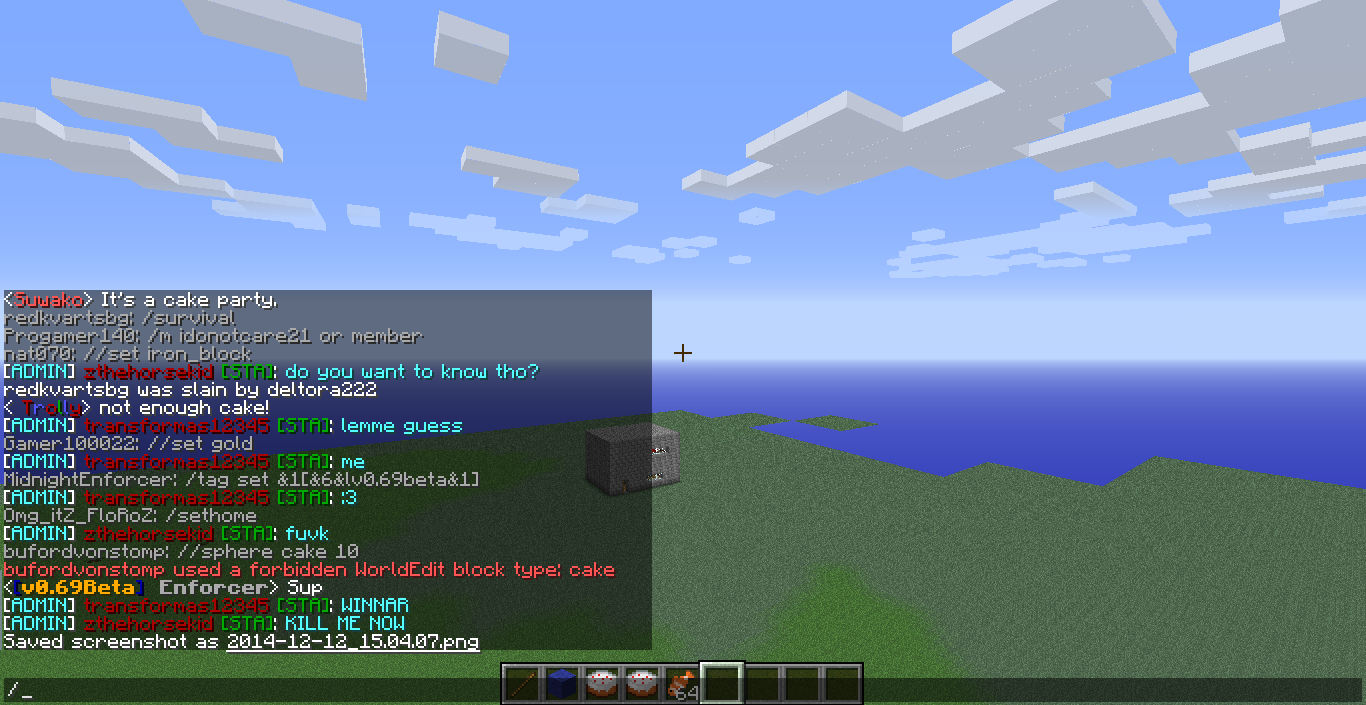 <Suwako> It's a cake party.
redkvartsbg: /survival
Progamer140: /m idonotcare21 or member
nat070: //set iron_block
[ADMIN] zthehorsekid [STA]: do you want to know tho?
redkvartsbg was slain by deltora222
< Trolly> not enough cake!
[ADMIN] transformas12345 [STA]: lemme guess
Gamer100022: //set gold
[ADMIN] transformas12345 [STA]: me
MidnightEnforcer: /tag set &1[&6&lv0.69beta&1]
[ADMIN] transformas12345 [STA]: :3
Omg_itZ_FloRoZ: /sethome
[ADMIN] zthehorsekid [STA]: fuvk
bufordvonstomp: //sphere cake 10
bufordvonstomp used a forbidden WorldEdit block type: cake
<[v0.69Beta] Enforcer> Sup
[ADMIN] transformas12345 [STA]: WINNAR
[ADMIN] zthehorsekid [STA]: KILL ME NOW
Saved screenshot as 2014-12-12_15.04.07.png
64
/_